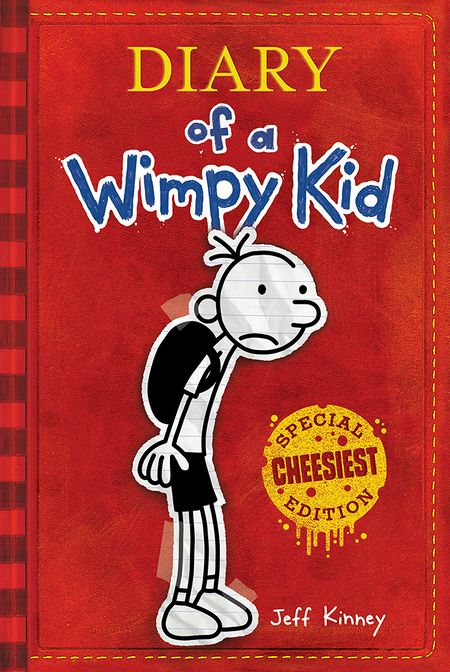 DIARY
of a
Wimpy Kid
SPECIAL
CHEESIEST
EDITION
Jeff Kinney